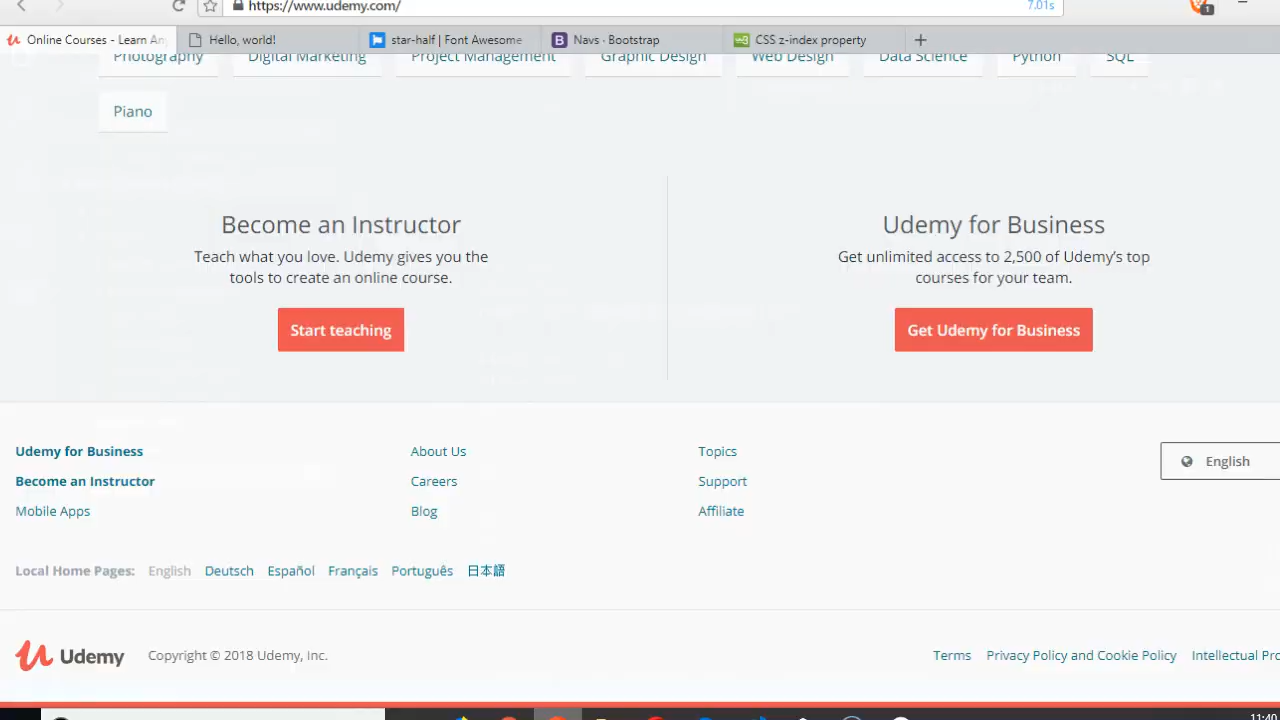 https://www.udemy.com/
7.01s
1
Online Courses - Learn An
Hello, world!
star-half | Font Awesome
Navs · Bootstrap
CSS z-index property
Photography
Digital Marketing
Project Management
Graphic Design
Web Design
Data Science
Python
SQL
Piano
Become an Instructor
Teach what you love. Udemy gives you the
tools to create an online course.
Start teaching
Udemy for Business
Get unlimited access to 2,500 of Udemy's top
courses for your team.
Get Udemy for Business
Udemy for Business
About Us
Topics
English
Become an Instructor
Careers
Support
Mobile Apps
Blog
Affiliate
Local Home Pages: English Deutsch Español Français Português 日本語
Udemy
Copyright © 2018 Udemy, Inc.
Terms
Privacy Policy and Cookie Policy
Intellectual Pro
11:40